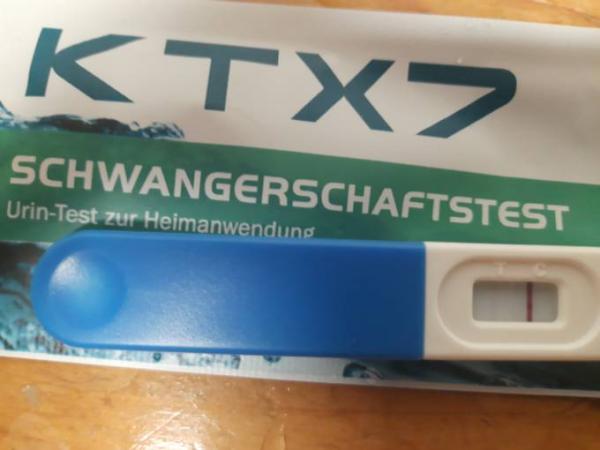 KTX7
SCHWANGERSCHAFTSTEST
Urin-Test zur Heimanwendung
T C